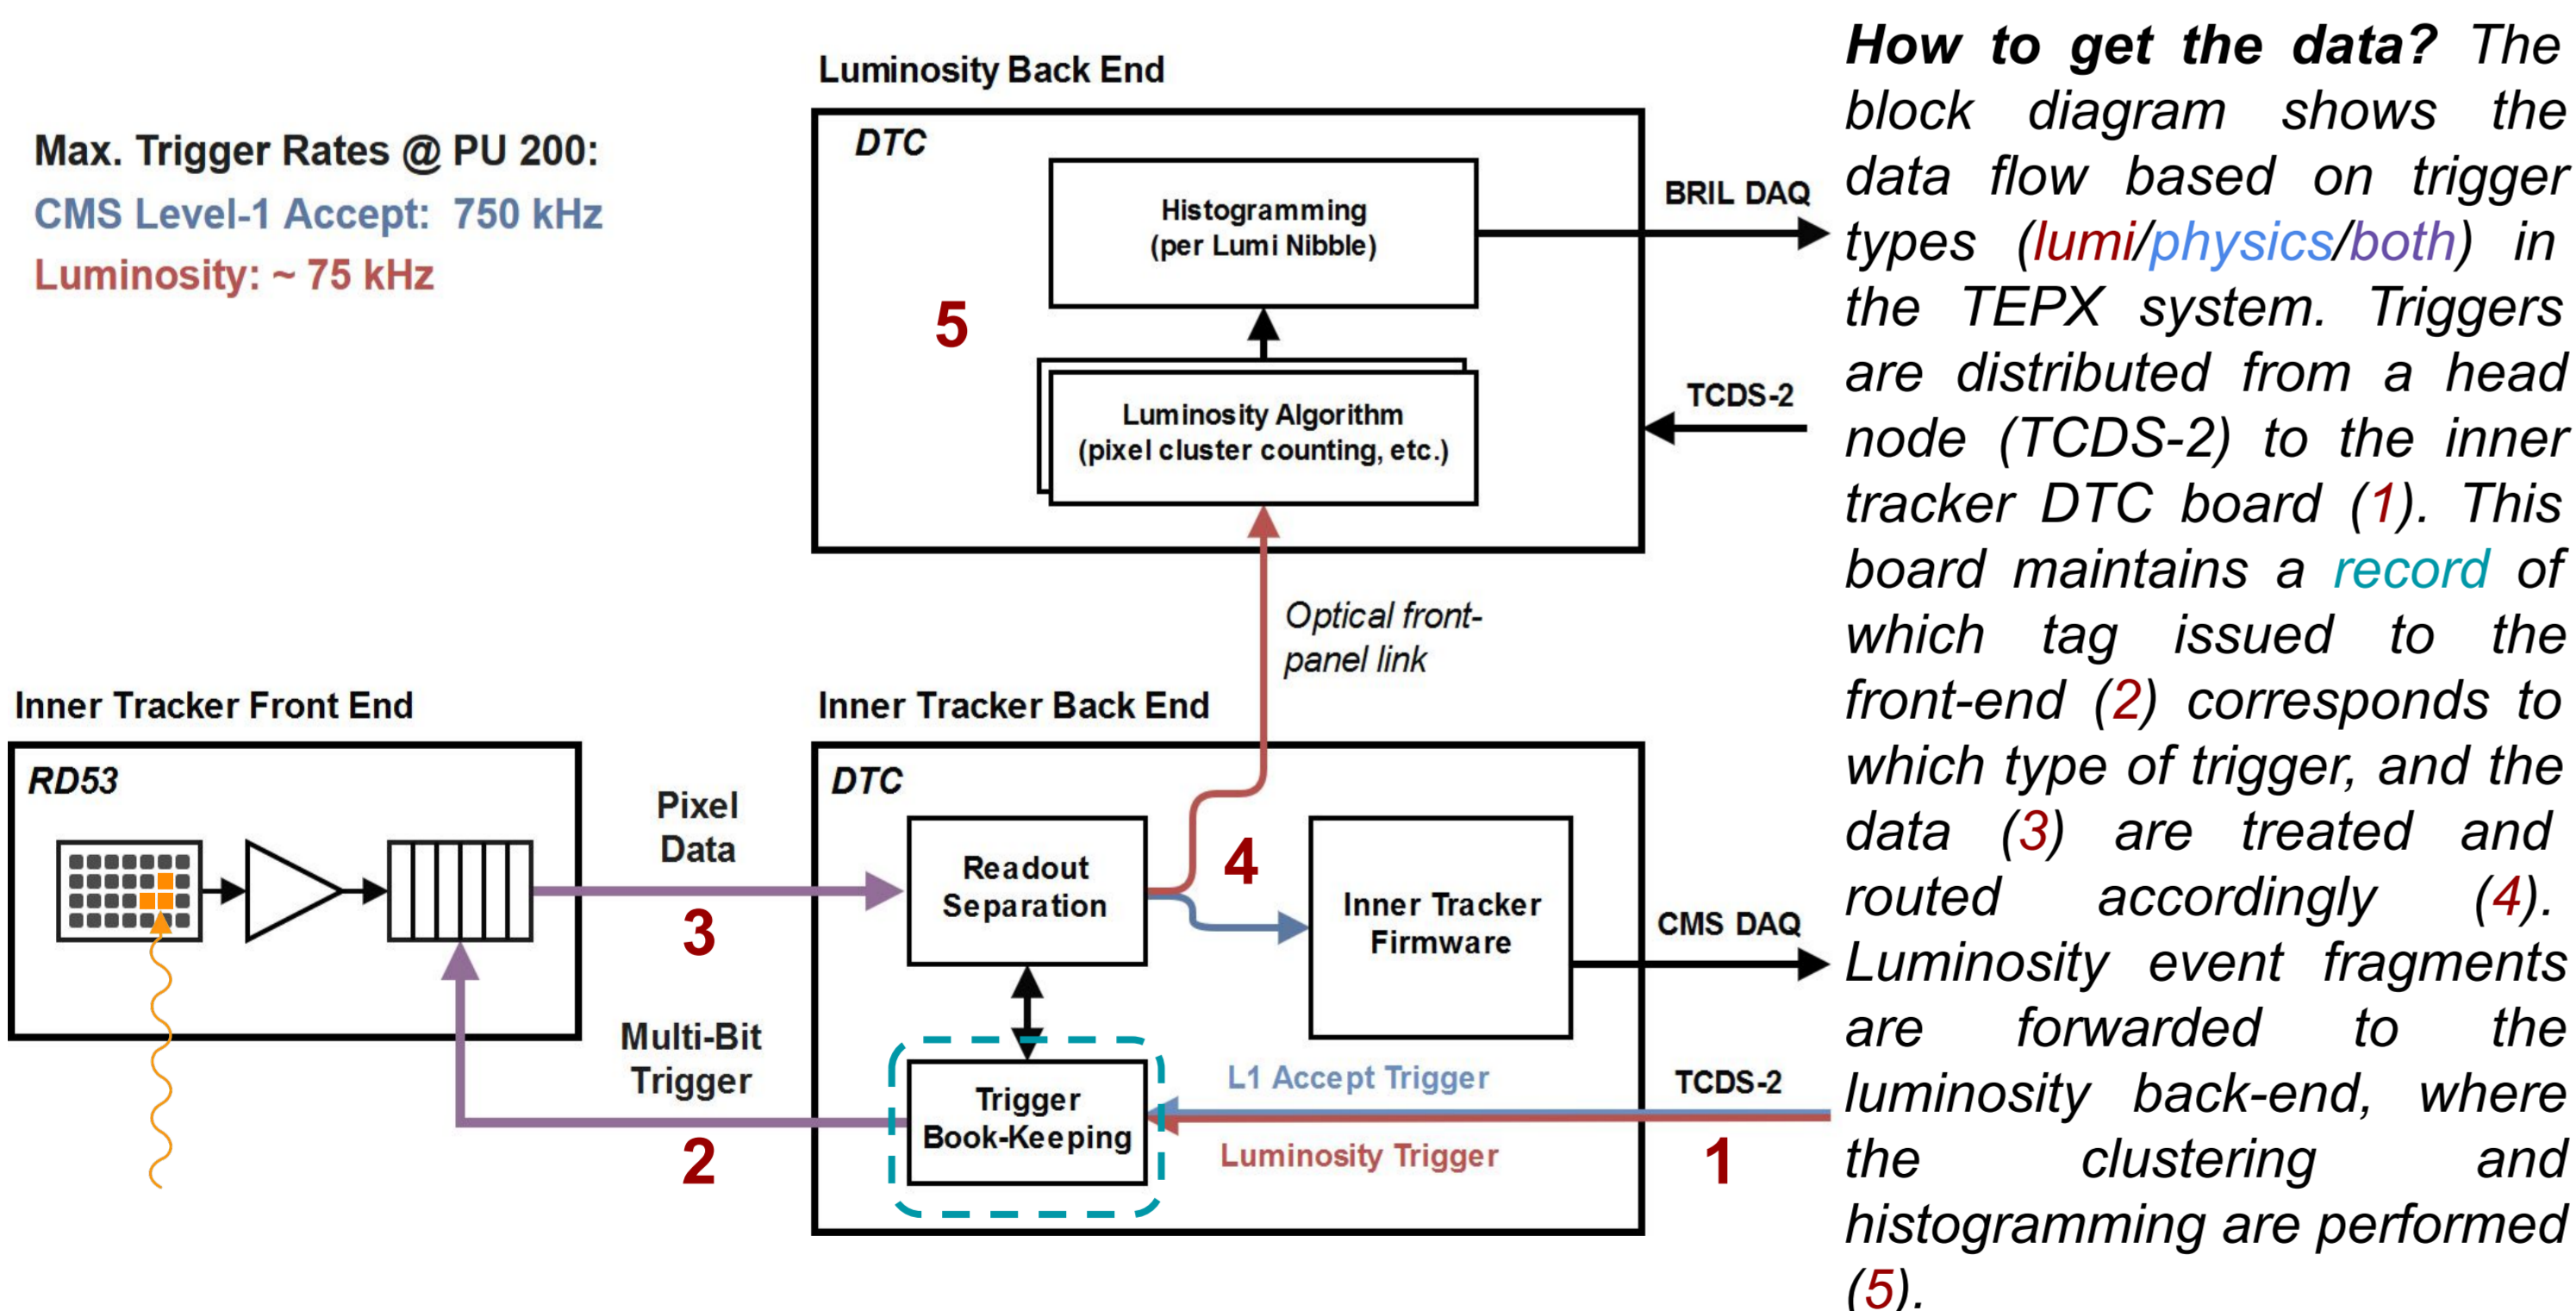 Max. Trigger Rates @ PU 200:
CMS Level-1 Accept: 750 kHz
Luminosity: ~ 75 kHz
Luminosity Back End
DTC
Histogramming
(per Lumi Nibble)
BRIL DAQ
5
Luminosity Algorithm
(pixel cluster counting, etc.)
TCDS-2
Optical front-
panel link
Inner Tracker Front End
RD53
Pixel
Data
3
Multi-Bit
Trigger
2
Inner Tracker Back End
DTC
Readout
Separation
4
Inner Tracker
Firmware
CMS DAQ
Trigger
Book-Keeping
L1 Accept Trigger
Luminosity Trigger
TCDS-2
1
How to get the data? The
block diagram shows the
data flow based on trigger
types (lumi/physics/both) in
the TEPX system. Triggers
are distributed from a head
node (TCDS-2) to the inner
tracker DTC board (1). This
board maintains a record of
which tag issued to the
front-end (2) corresponds to
which type of trigger, and the
data (3) are treated and
routed accordingly (4).
Luminosity event fragments
are forwarded to the
luminosity back-end, where
the clustering and
histogramming are performed
(5).